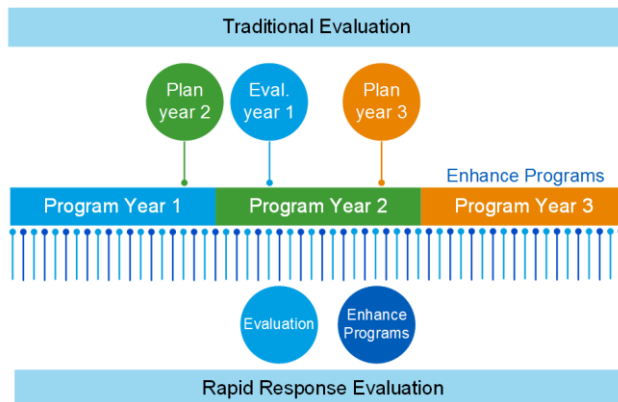 Traditional Evaluation
Plan
year 2
Eval.
year 1
Plan
year 3
Enhance Programs
Program Year 1
Program Year 2
Program Year 3
Evaluation
Enhance
Programs
Rapid Response Evaluation